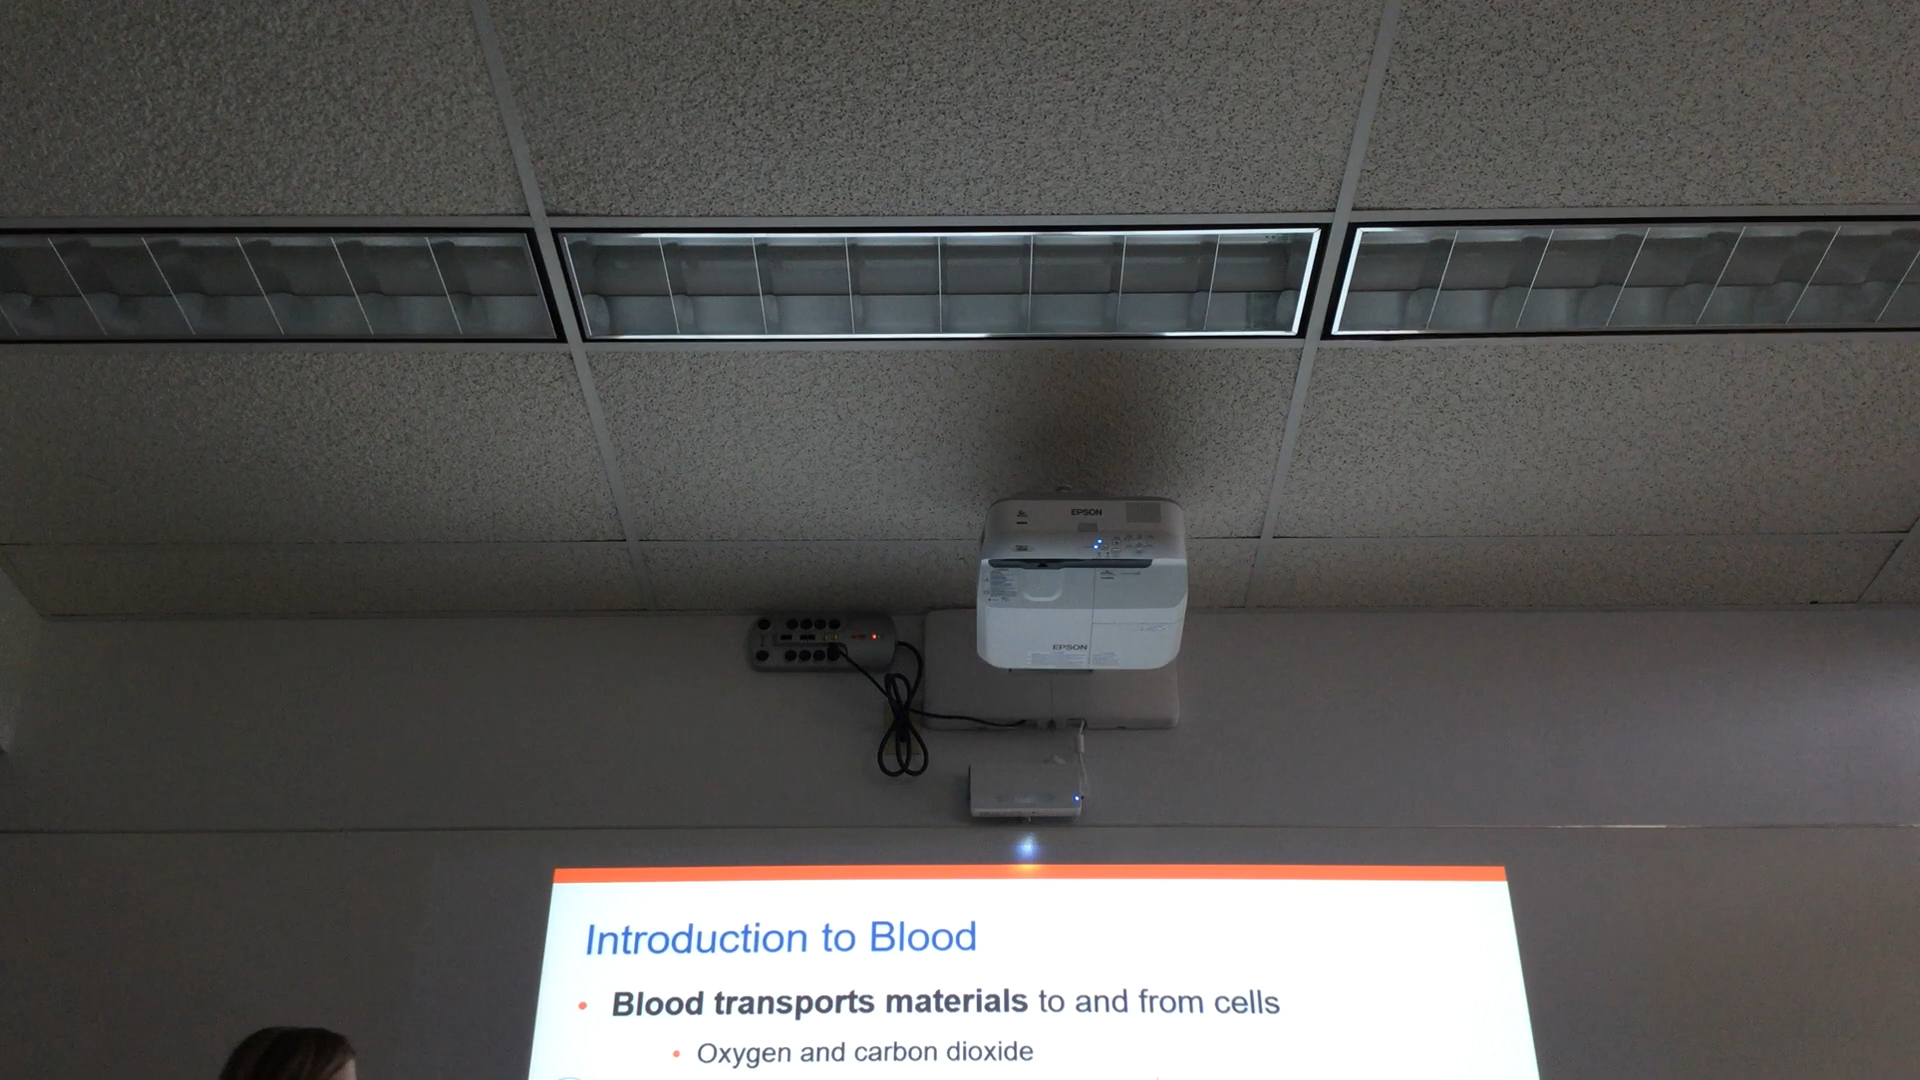 EPSON
EPSON
Introduction to Blood
• Blood transports materials to and from cells
• Oxygen and carbon dioxide